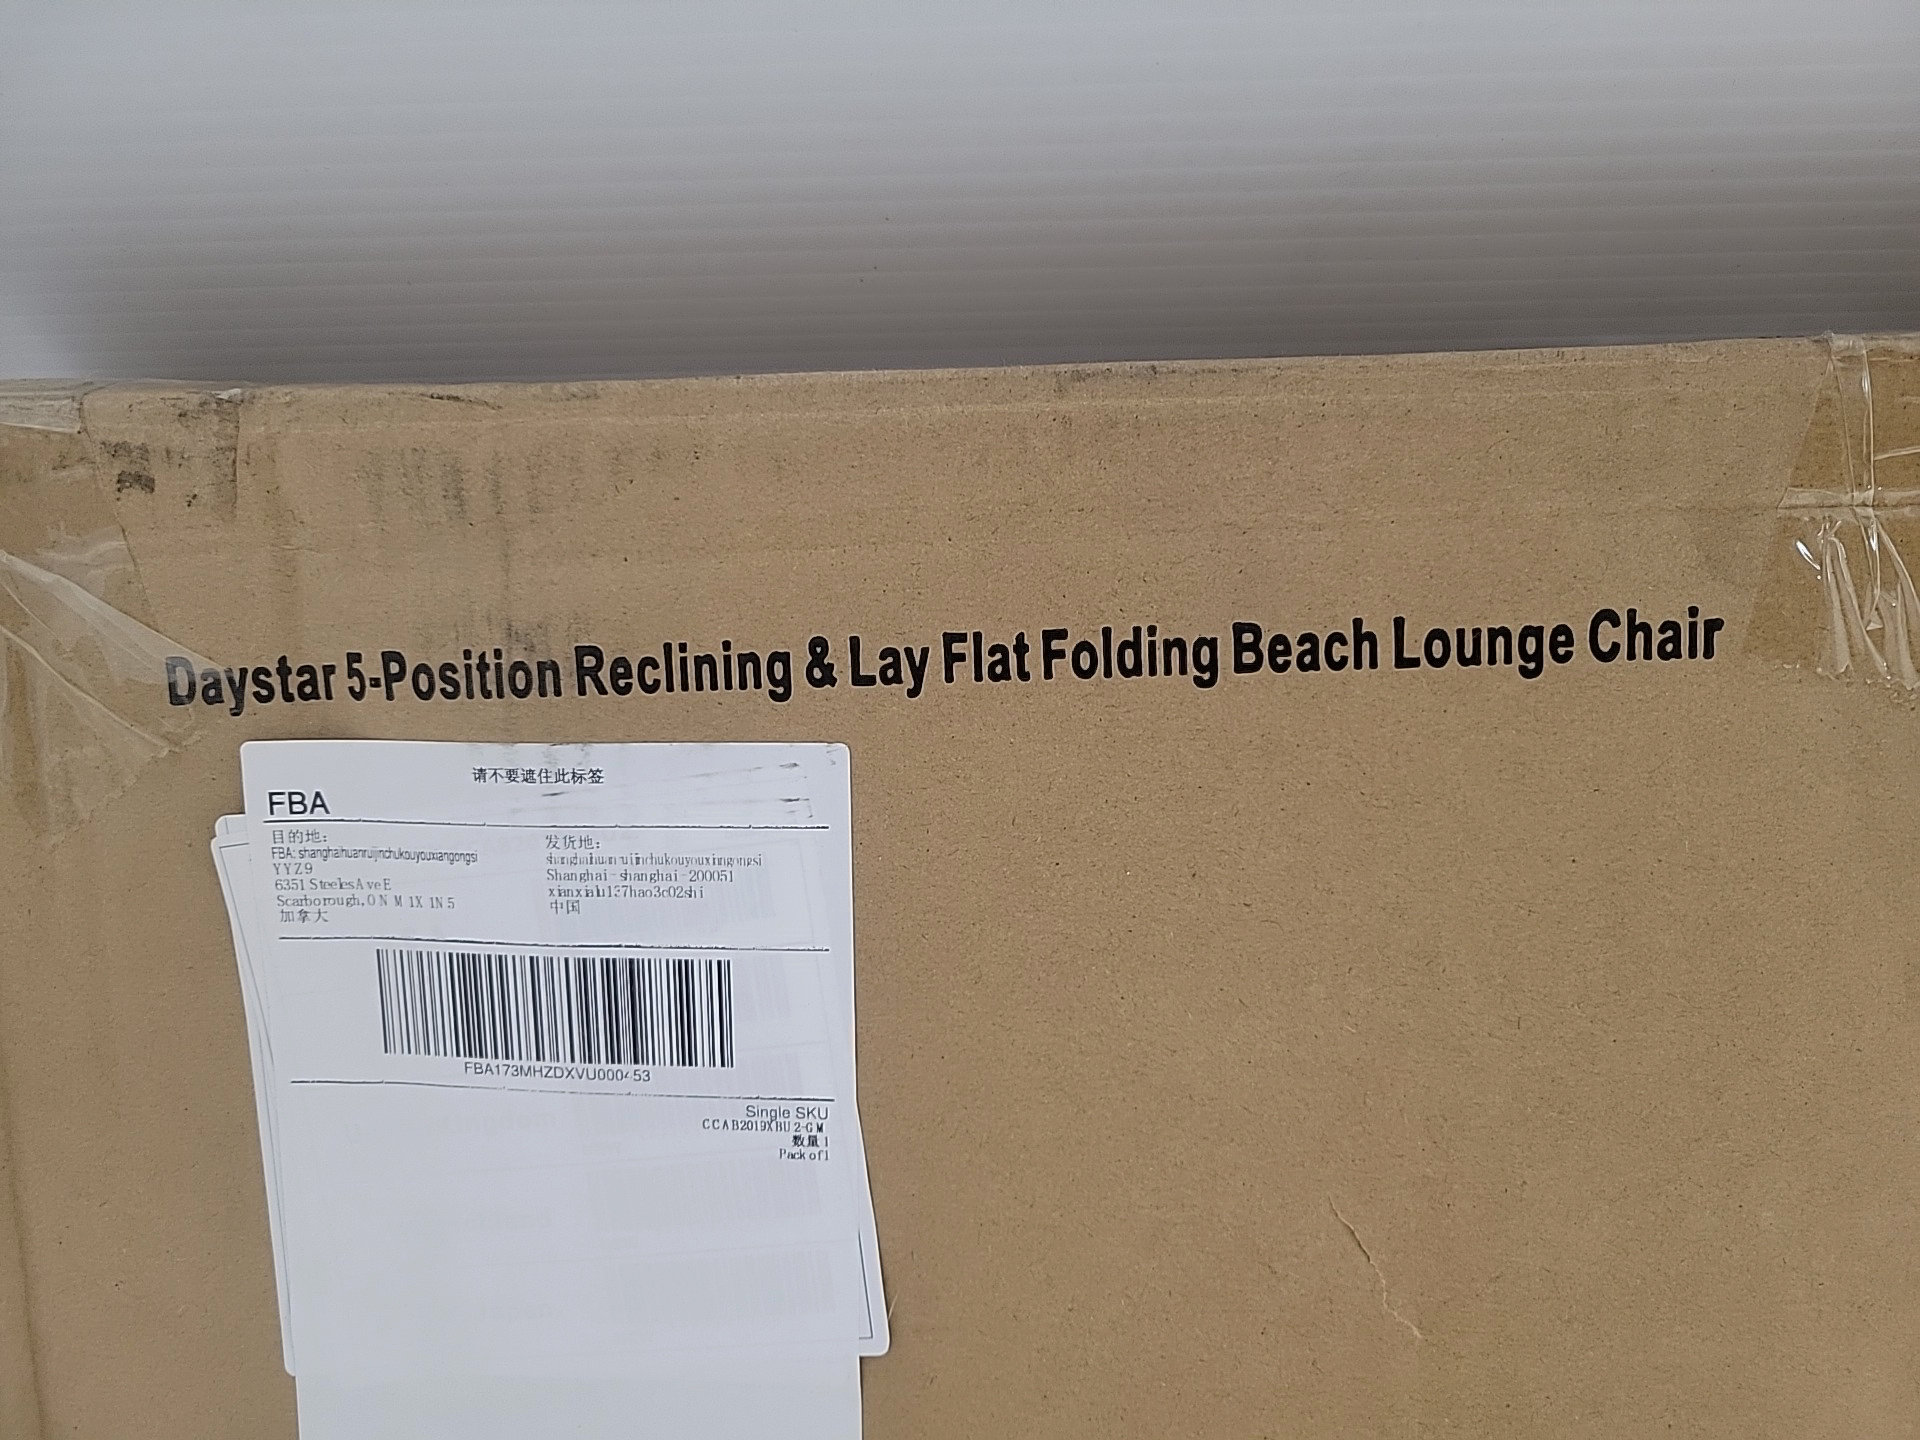 Daystar 5-Position Reclining & Lay Flat Folding Beach Lounge Chair
请不要遮住此标签
FBA
目的地：
FBA: shanghaihuanruijinchukouyouxiangongsi
YYZ9
6351 Steeles Ave E
Scarborough, ON M1X 1N5
加拿大
发货地：
shanghaihuanruijinchukouyouxiangongsi
Shanghai - shanghai - 200051
xianxialu137hao3c02shi
中国
FBA173MHZDXVU000453
Single SKU
CCAB2019XBU2-GM
数量 1
Pack of 1